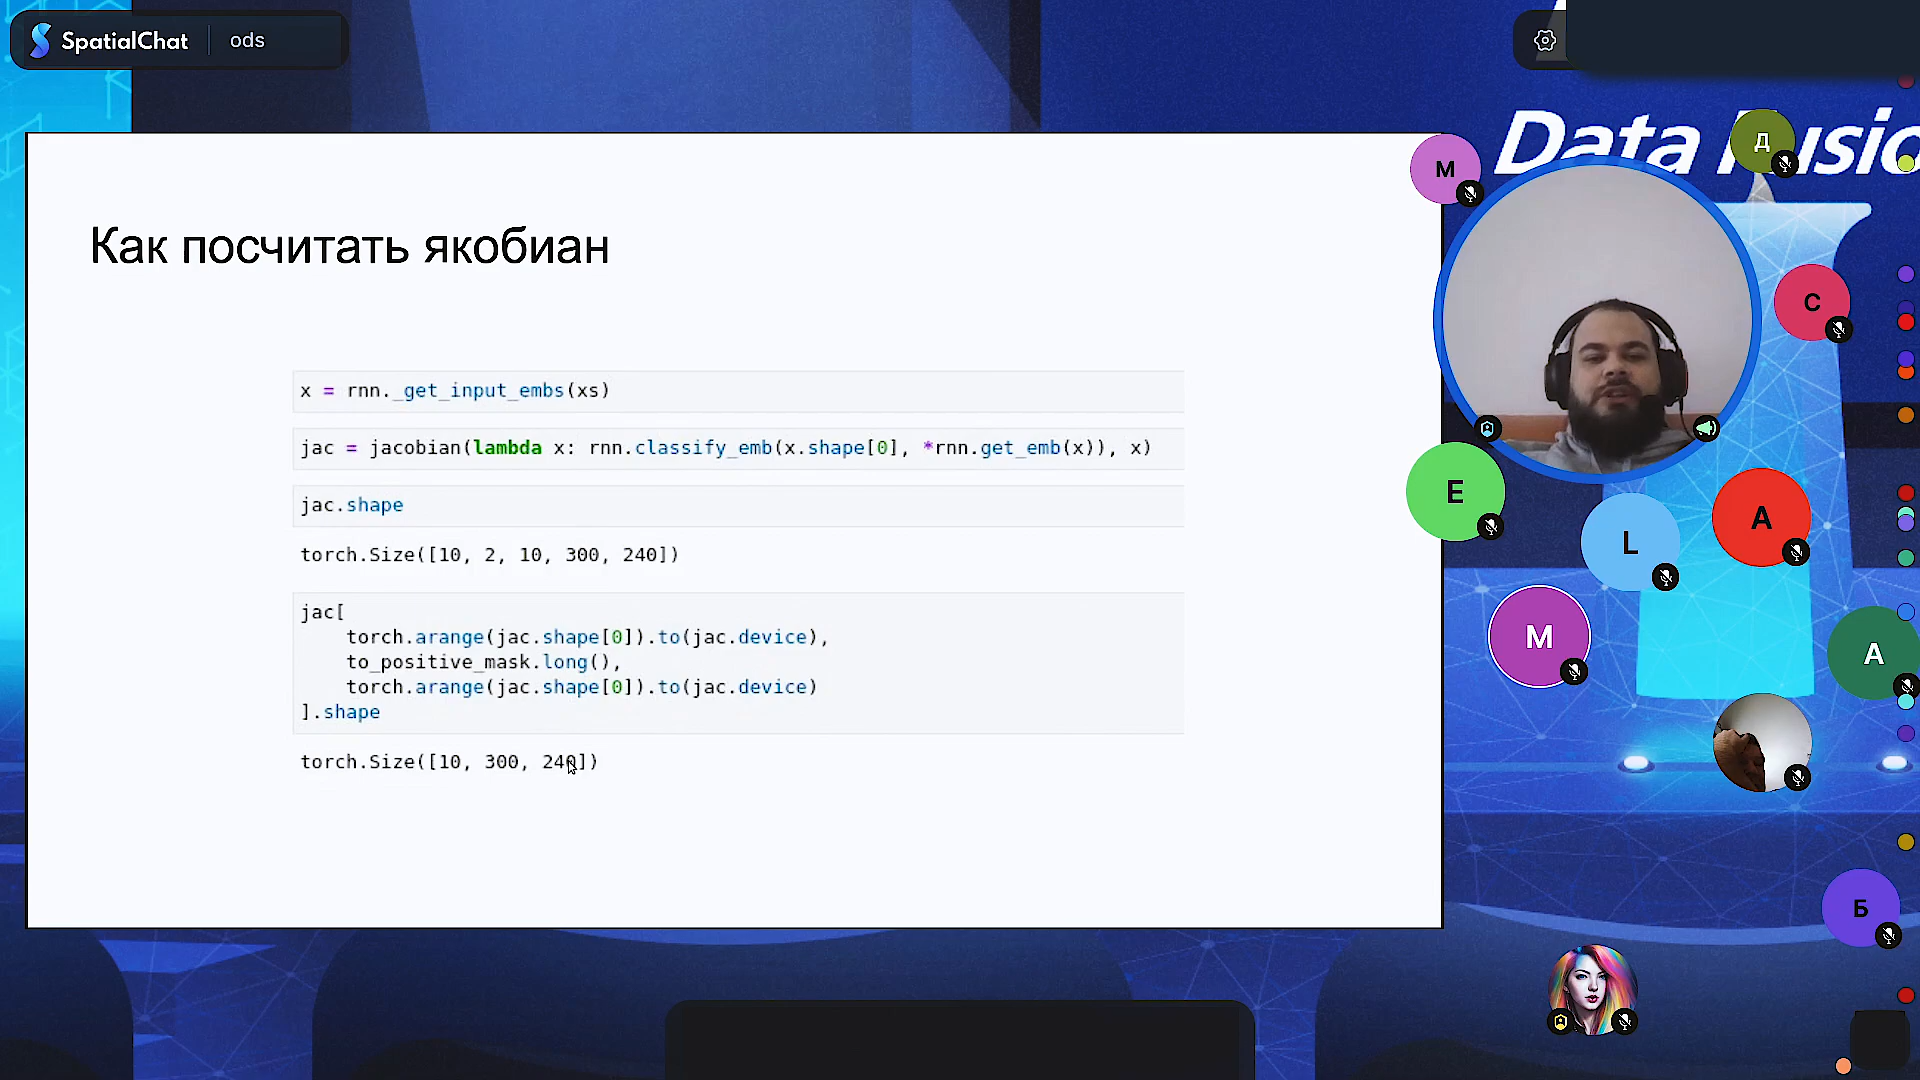 SpatialChat
ods
Data Fusio
Как посчитать якобиан
x = rnn._get_input_embs(xs)
jac = jacobian(lambda x: rnn.classify_emb(x.shape[0], *rnn.get_emb(x)), x)
jac.shape
torch.Size([10, 2, 10, 300, 240])
jac[
torch.arange(jac.shape[0]).to(jac.device),
to_positive_mask.long(),
torch.arange(jac.shape[0]).to(jac.device)
].shape
torch.Size([10, 300, 240])
М
Д
С
E
L
A
M
A
Б